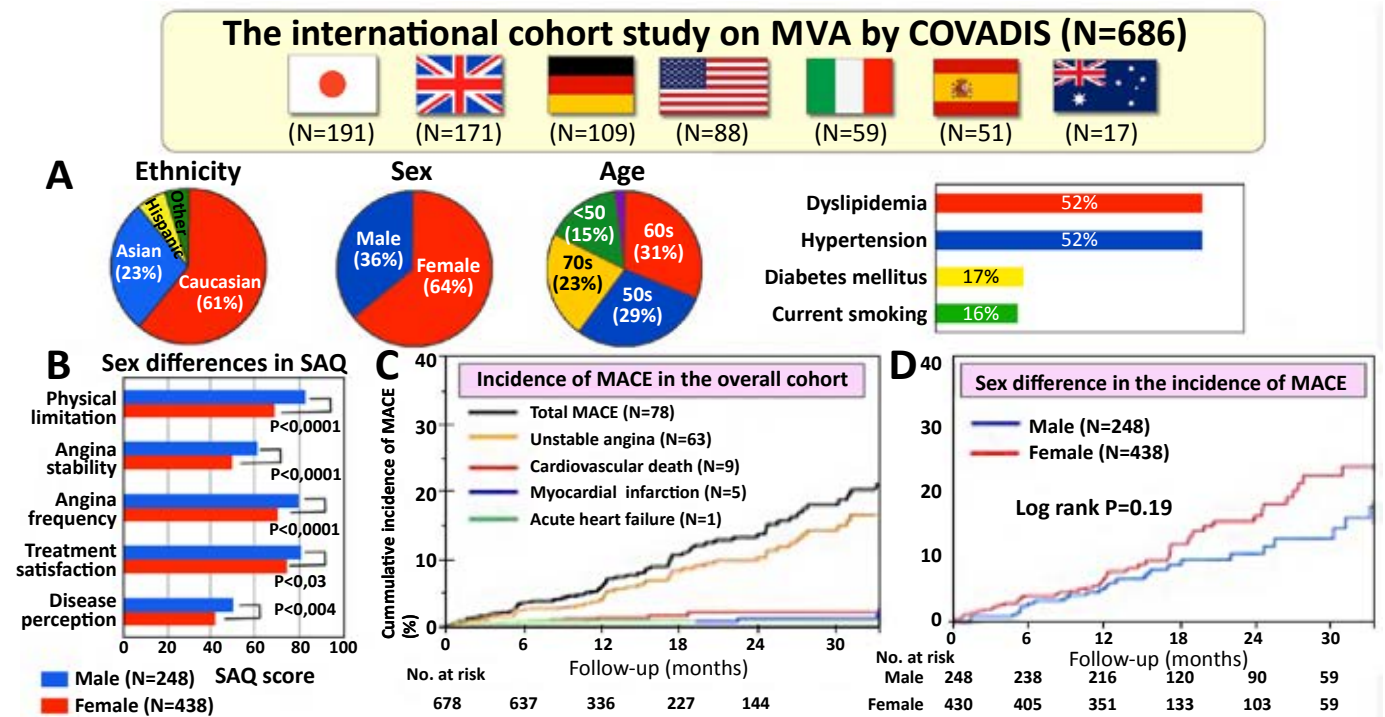 The international cohort study on MVA by COVADIS (N=686)
(N=191) (N=171) (N=109) (N=88) (N=59) (N=51) (N=17)
A
Ethnicity
Other
Hispanic
Asian
(23%)
Caucasian
(61%)
Sex
Male
(36%)
Female
(64%)
Age
<50
(15%)
60s
(31%)
70s
(23%)
50s
(29%)
Dyslipidemia 52%
Hypertension 52%
Diabetes mellitus 17%
Current smoking 16%
B
Sex differences in SAQ
Physical
limitation
P<0,0001
Angina
stability
P<0,0001
Angina
frequency
P<0,0001
Treatment
satisfaction
P<0,03
Disease
perception
P<0,004
0 20 40 60 80 100
SAQ score
Male (N=248)
Female (N=438)
C
Incidence of MACE in the overall cohort
Cummulative incidence of MACE
(%)
40
30
20
10
0
Total MACE (N=78)
Unstable angina (N=63)
Cardiovascular death (N=9)
Myocardial infarction (N=5)
Acute heart failure (N=1)
0 6 12 18 24 30
Follow-up (months)
No. at risk
678 637 336 227 144
D
Sex difference in the incidence of MACE
40
30
20
10
0
Male (N=248)
Female (N=438)
Log rank P=0.19
0 6 12 18 24 30
Follow-up (months)
No. at risk
Male 248 238 216 120 90 59
Female 430 405 351 133 103 59